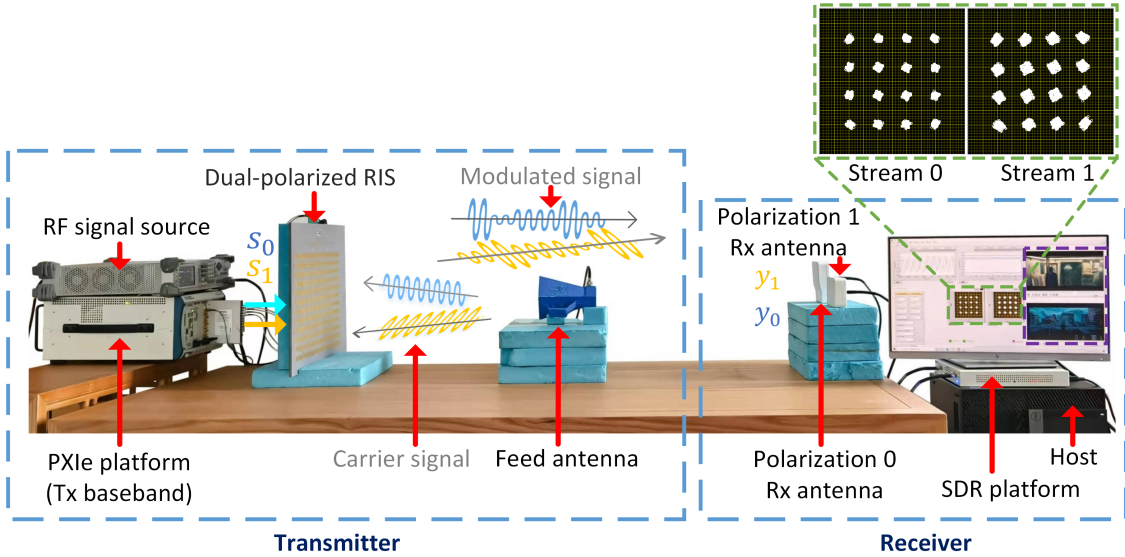 Stream 0
Stream 1
Dual-polarized RIS
Modulated signal
RF signal source
s0
s1
Polarization 1
Rx antenna
y1
y0
PXIe platform
(Tx baseband)
Carrier signal
Feed antenna
Polarization 0
Rx antenna
SDR platform
Host
Transmitter
Receiver